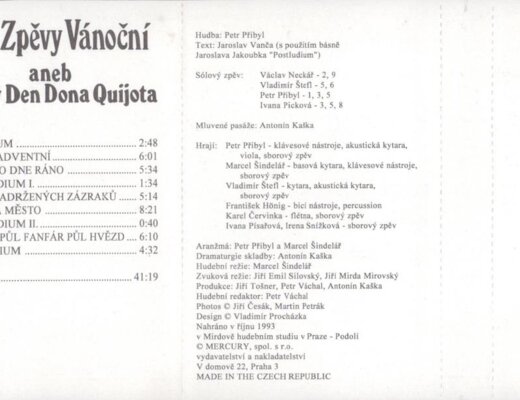 Zpěvy Vánoční
aneb
Den Dona Quijota
UM 2:48
ADVENTNÍ 6:01
O DNE RÁNO 5:14
DIUM I. 1:34
ADRŽENÝCH ZÁZRAKŮ 5:14
A MĚSTO 8:21
DIUM II. 0:40
PŮL FANFÁR PŮL HVĚZD 6:10
IUM 4:32
41:19
Hudba: Petr Přibyl
Text: Jaroslav Vanča (s použitím básně
Jaroslava Jakoubka "Postludium")
Sólový zpěv: Václav Neckář - 2, 9
Vladimír Štefl - 5, 6
Petr Přibyl - 1, 3, 5
Ivana Picková - 3, 5, 8
Mluvené pasáže: Antonín Kaška
Hrají: Petr Přibyl - klávesové nástroje, akustická kytara,
viola, sborový zpěv
Marcel Šindelář - basová kytara, klávesové nástroje,
sborový zpěv
Vladimír Štefl - kytara, akustická kytara,
sborový zpěv
František Hönig - bicí nástroje, percussion
Karel Červinka - flétna, sborový zpěv
Ivana Písařová, Irena Snížková - sborový zpěv
Aranžmá: Petr Přibyl a Marcel Šindelář
Dramaturgie skladby: Antonín Kaška
Hudební režie: Marcel Šindelář
Zvuková režie: Jiří Emil Silovský, Jiří Mirda Mirovský
Produkce: Jiří Tošner, Petr Váchal, Antonín Kaška
Hudební redaktor: Petr Váchal
Photos © Jiří Česák, Martin Petrák
Design © Vladimír Procházka
Nahráno v říjnu 1993
v Mirdově hudebním studiu v Praze - Podolí
© MERCURY, spol. s r.o.
vydavatelství a nakladatelství
V domově 22, Praha 3
MADE IN THE CZECH REPUBLIC